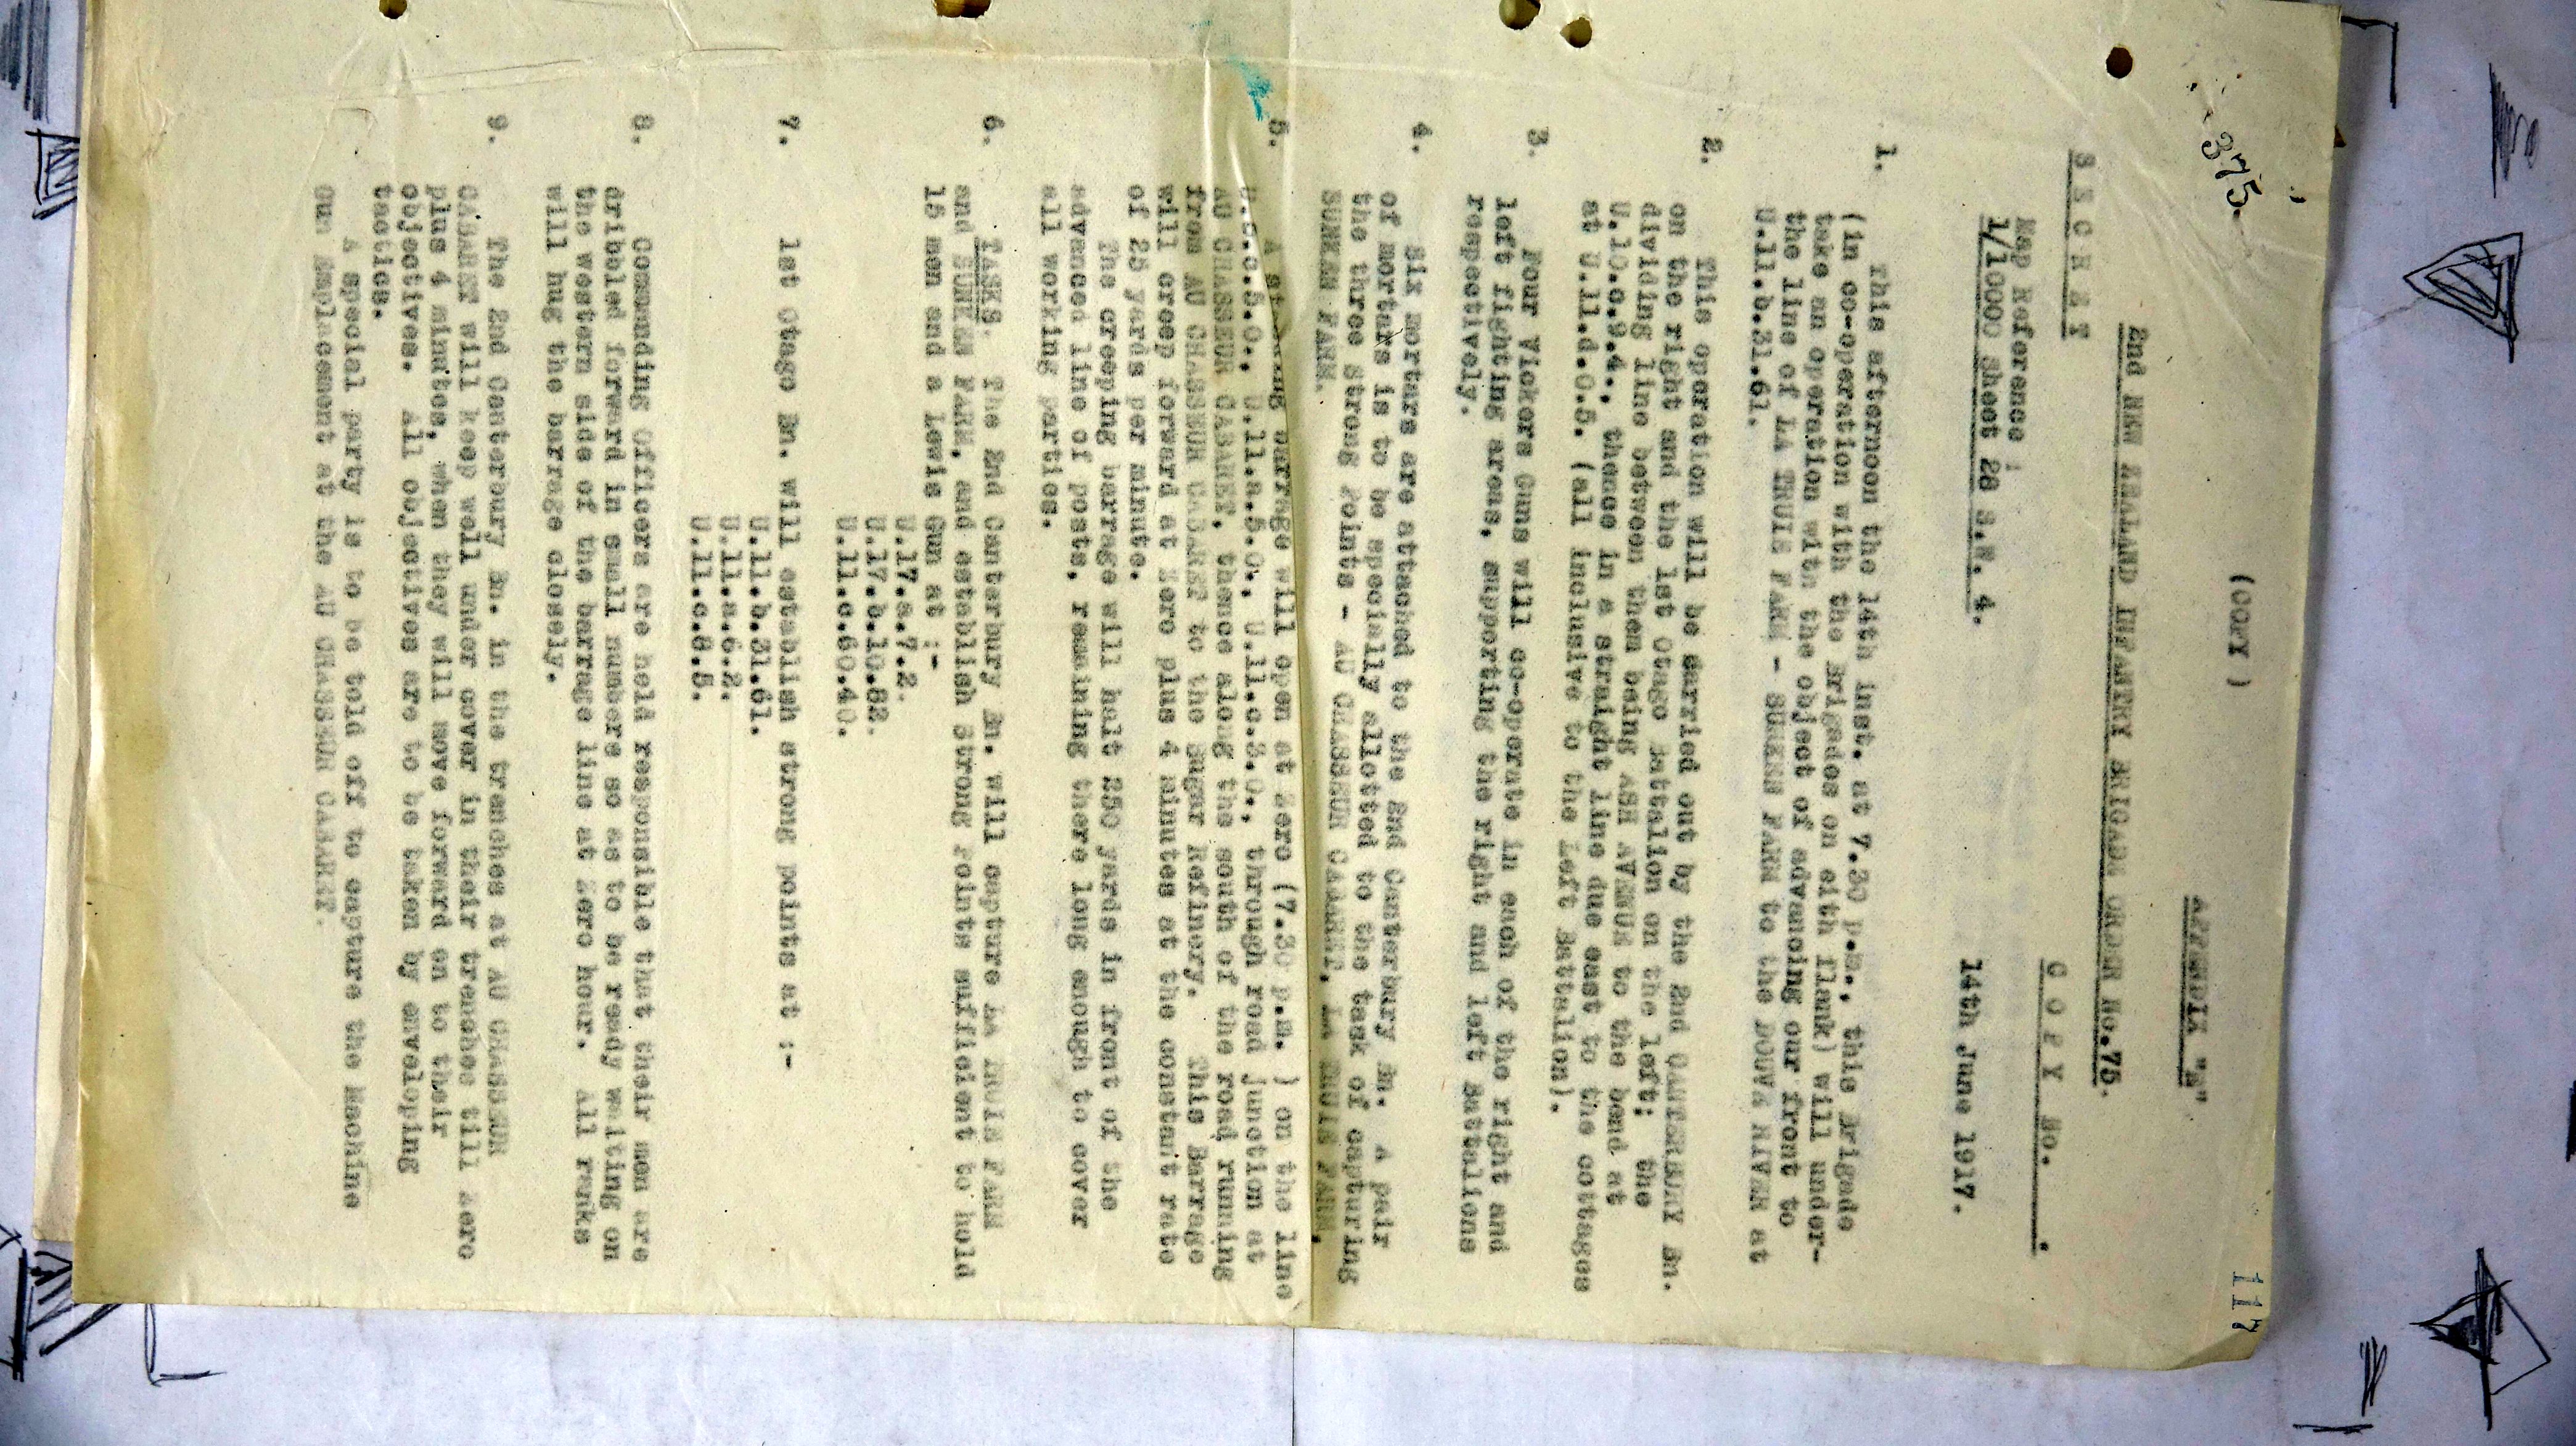 375.
117
(COPY )
APPENDIX "E"
2nd NEW ZEALAND INFANTRY BRIGADE ORDER No.75.
SECRET
COPY No. .
Map Reference :
1/10000 sheet 28 S.W. 4.
14th June 1917.
1. This afternoon the 14th inst. at 7.30 p.m., this Brigade
(in co-operation with the Brigades on eith flank) will under-
take an operation with the object of advancing our front to
the line of LA TRUIE FARM - SUNKEN FARM to the DOUVE RIVER at
U.11.b.31.61.
2. This operation will be carried out by the 2nd CANTERBURY Bn.
on the right and the 1st Otago Battalion on the left; the
dividing line between them being ASH AVENUE to the bend at
U.10.d.9.4., thence in a straight line due east to the cottages
at U.11.d.0.5. (all inclusive to the Left Battalion).
3. Four Vickers Guns will co-operate in each of the right and
left fighting areas, supporting the right and left Battalions
respectively.
4. Six mortars are attached to the 2nd Canterbury Bn. A pair
of mortars is to be specially allotted to the task of capturing
the three strong Points - AU CHASSEUR CABARET, LA TRUIE FARM,
SUNKEN FARM.
5. A standing barrage will open at Zero (7.30 p.m. ) on the line
U.5.c.5.0., U.11.a.5.0., U.11.c.3.0., through road junction at
AU CHASSEUR CABARET, thence along the south of the road running
from AU CHASSEUR CABARET to the Sugar Refinery. This Barrage
will creep forward at Zero plus 4 minutes at the constant rate
of 25 yards per minute.
The creeping barrage will halt 250 yards in front of the
advanced line of posts, remaining there long enough to cover
all working parties.
6. TASKS. The 2nd Canterbury Bn. will capture LA TRUIE FARM
and SUNKEN FARM, and establish Strong Points sufficient to hold
15 men and a Lewis Gun at :-
U.17.a.7.2.
U.17.b.10.82.
U.11.d.60.40.
7. 1st Otago Bn. will establish strong points at :-
U.11.b.31.61.
U.11.a.6.2.
U.11.c.8.5.
8. Commanding Officers are held responsible that their men are
dribbled forward in small numbers so as to be ready waiting on
the western side of the barrage line at Zero hour. All ranks
will hug the barrage closely.
9. The 2nd Canterbury Bn. in the trenches at AU CHASSEUR
CABARET will keep well under cover in their trenches till Zero
plus 4 minutes, when they will move forward on to their
objectives. All objectives are to be taken by enveloping
tactics.
A special party is to be told off to capture the Machine
Gun Emplacement at the AU CHASSEUR CABARET.